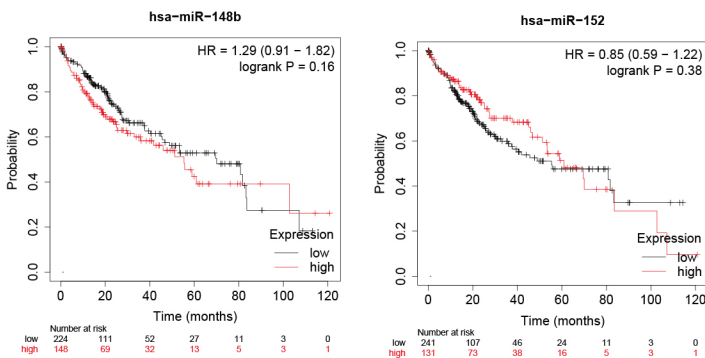 hsa−miR−148b
HR = 1.29 (0.91 − 1.82)
logrank P = 0.16
Probability
1.0
0.8
0.6
0.4
0.2
0.0
Expression
low
high
0 20 40 60 80 100 120
Time (months)
Number at risk
low 224 111 52 27 11 3 0
high 148 69 32 13 5 3 1
hsa−miR−152
HR = 0.85 (0.59 − 1.22)
logrank P = 0.38
Probability
1.0
0.8
0.6
0.4
0.2
0.0
Expression
low
high
0 20 40 60 80 100 120
Time (months)
Number at risk
low 241 107 46 24 11 3 0
high 131 73 38 16 5 3 1